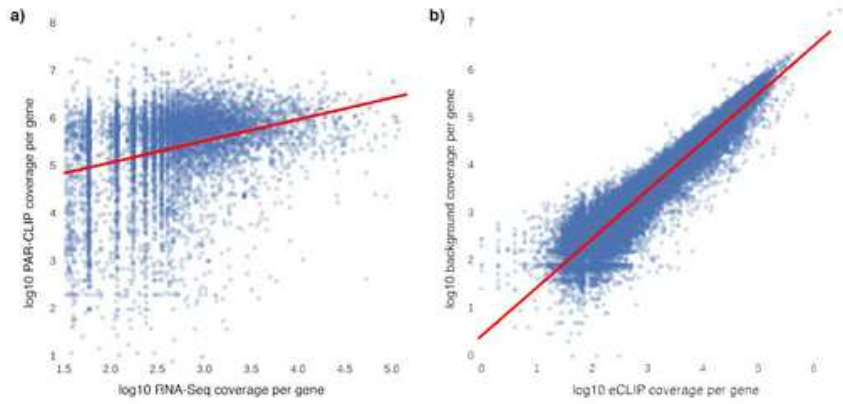 a)
8
7
6
5
4
3
2
1
log10 PAR-CLIP coverage per gene
1.5 2.0 2.5 3.0 3.5 4.0 4.5 5.0
log10 RNA-Seq coverage per gene
b)
7
6
5
4
3
2
1
0
log10 background coverage per gene
0 1 2 3 4 5 6
log10 eCLIP coverage per gene